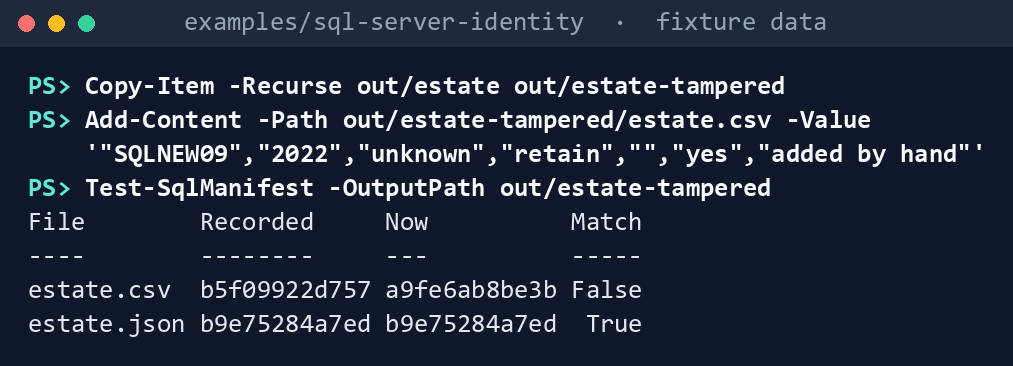 examples/sql-server-identity · fixture data
PS> Copy-Item -Recurse out/estate out/estate-tampered
PS> Add-Content -Path out/estate-tampered/estate.csv -Value
'"SQLNEW09","2022","unknown","retain","","yes","added by hand"'
PS> Test-SqlManifest -OutputPath out/estate-tampered
File        Recorded     Now          Match
----        --------     ---          -----
estate.csv  b5f09922d757 a9fe6ab8be3b False
estate.json b9e75284a7ed b9e75284a7ed  True